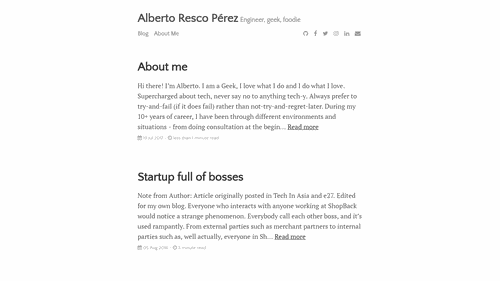 Alberto Resco Pérez Engineer, geek, foodie
Blog About Me
About me
Hi there! I'm Alberto. I am a Geek, I love what I do and I do what I love.
Supercharged about tech, never say no to anything tech-y. Always prefer to
try-and-fail (if it does fail) rather than not-try-and-regret-later. During my
10+ years of career, I have been through different environments and
situations - from doing consultation at the begin... Read more
less than 1 minute read
Startup full of bosses
Note from Author: Article originally posted in Tech In Asia and e27. Edited
for my own blog. Everyone who interacts with anyone working at ShopBack
would notice a strange phenomenon. Everybody call each other boss, and it's
used rampantly. From external parties such as merchant partners to internal
parties such as, well actually, everyone in Sh... Read more
minute read